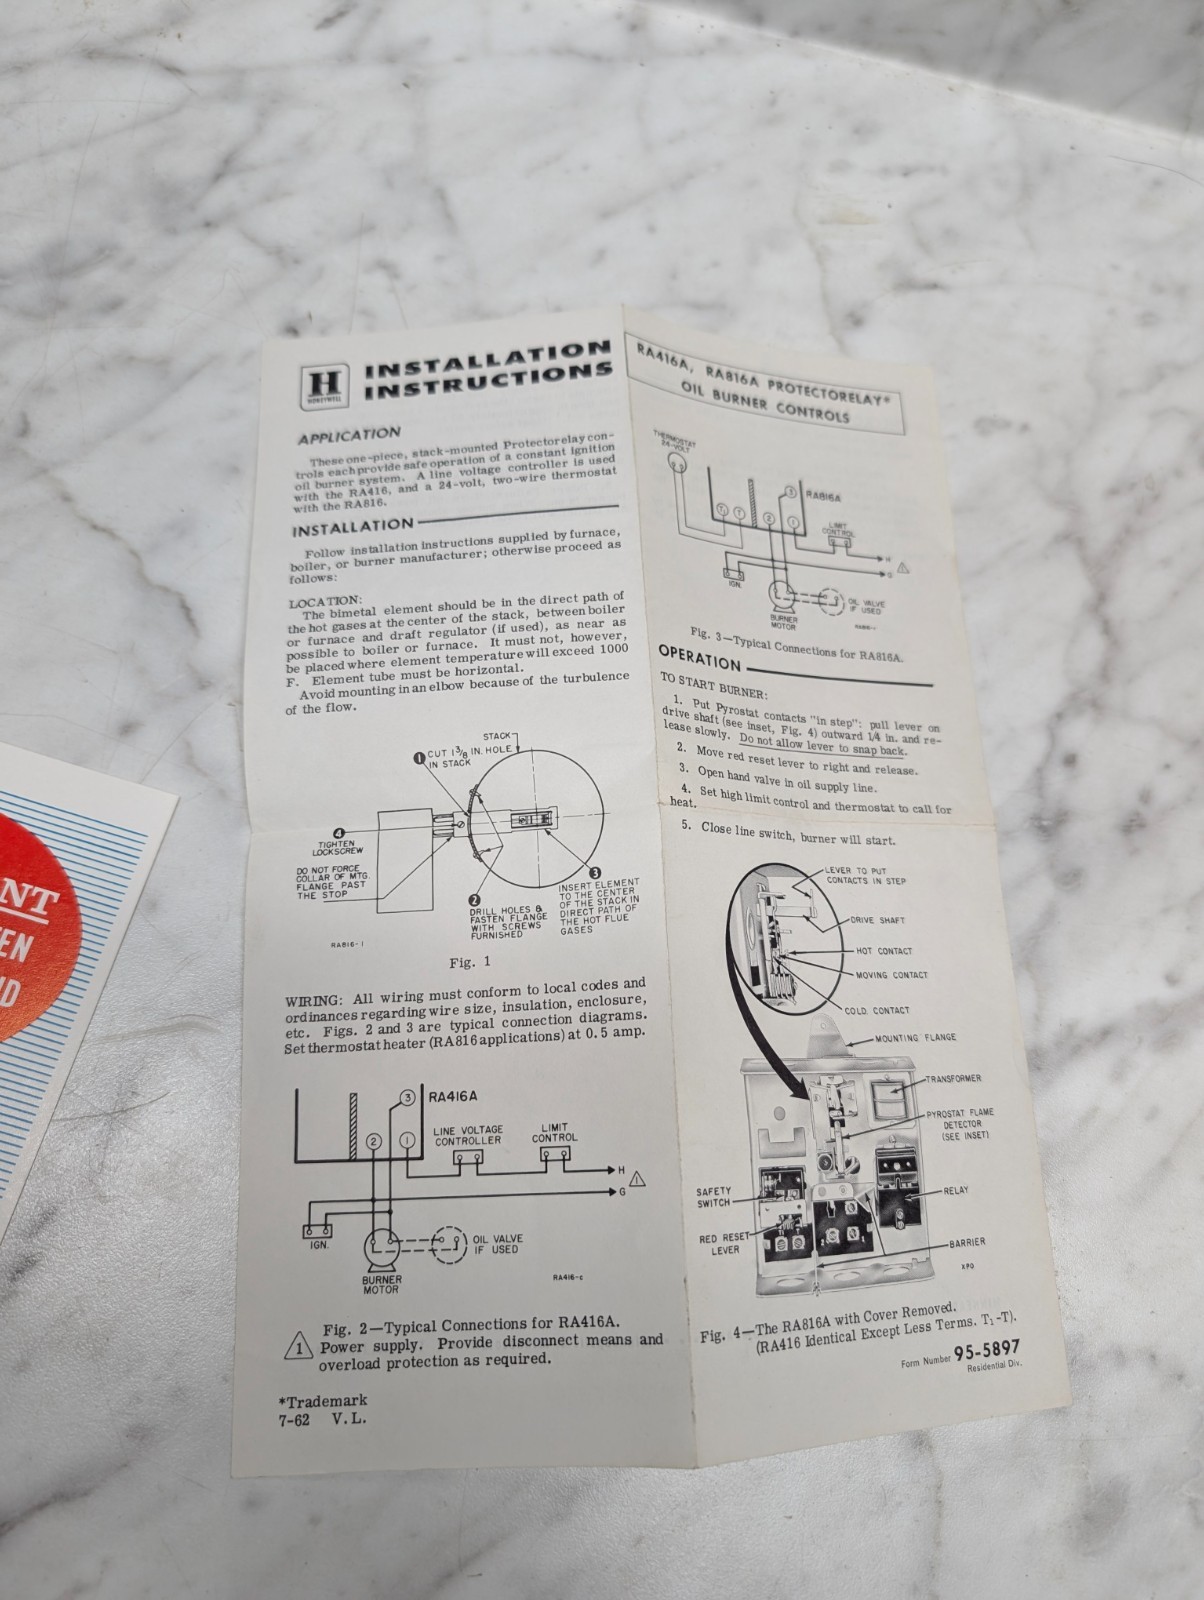 H
HONEYWELL
INSTALLATION
INSTRUCTIONS
APPLICATION
These one-piece, stack-mounted Protectorelay con-
trols each provide safe operation of a constant ignition
oil burner system. A line voltage controller is used
with the RA416, and a 24-volt, two-wire thermostat
with the RA816.
INSTALLATION
Follow installation instructions supplied by furnace,
boiler, or burner manufacturer; otherwise proceed as
follows:
LOCATION:
The bimetal element should be in the direct path of
the hot gases at the center of the stack, between boiler
or furnace and draft regulator (if used), as near as
possible to boiler or furnace. It must not, however,
be placed where element temperature will exceed 1000
F. Element tube must be horizontal.
Avoid mounting in an elbow because of the turbulence
of the flow.
STACK
1 CUT 1 3/8 IN. HOLE
IN STACK
4
TIGHTEN
LOCKSCREW
DO NOT FORCE
COLLAR OF MTG.
FLANGE PAST
THE STOP
2
DRILL HOLES &
FASTEN FLANGE
WITH SCREWS
FURNISHED
3
INSERT ELEMENT
TO THE CENTER
OF THE STACK IN
DIRECT PATH OF
THE HOT FLUE
GASES
RA816-1
Fig. 1
WIRING: All wiring must conform to local codes and
ordinances regarding wire size, insulation, enclosure,
etc. Figs. 2 and 3 are typical connection diagrams.
Set thermostat heater (RA816 applications) at 0.5 amp.
3 RA416A
2 1
LINE VOLTAGE
CONTROLLER
LIMIT
CONTROL
H
1
G
IGN.
OIL VALVE
IF USED
BURNER
MOTOR
RA416-C
Fig. 2—Typical Connections for RA416A.
1 Power supply. Provide disconnect means and
overload protection as required.
*Trademark
7-62 V.L.
RA416A, RA816A PROTECTORELAY*
OIL BURNER CONTROLS
THERMOSTAT
24-VOLT
3 RA816A
T1 T 2 1
LIMIT
CONTROL
H
1
G
IGN.
OIL VALVE
IF USED
BURNER
MOTOR
Fig. 3—Typical Connections for RA816A.
OPERATION
TO START BURNER:
1. Put Pyrostat contacts "in step": pull lever on
drive shaft (see inset, Fig. 4) outward 1/4 in. and re-
lease slowly. Do not allow lever to snap back.
2. Move red reset lever to right and release.
3. Open hand valve in oil supply line.
4. Set high limit control and thermostat to call for
heat.
5. Close line switch, burner will start.
LEVER TO PUT
CONTACTS IN STEP
DRIVE SHAFT
HOT CONTACT
MOVING CONTACT
COLD CONTACT
MOUNTING FLANGE
TRANSFORMER
PYROSTAT FLAME
DETECTOR
(SEE INSET)
SAFETY
SWITCH
RELAY
RED RESET
LEVER
BARRIER
XPO
Fig. 4—The RA816A with Cover Removed.
(RA416 Identical Except Less Terms. T1-T).
Form Number 95-5897
Residential Div.
NT
EN
D